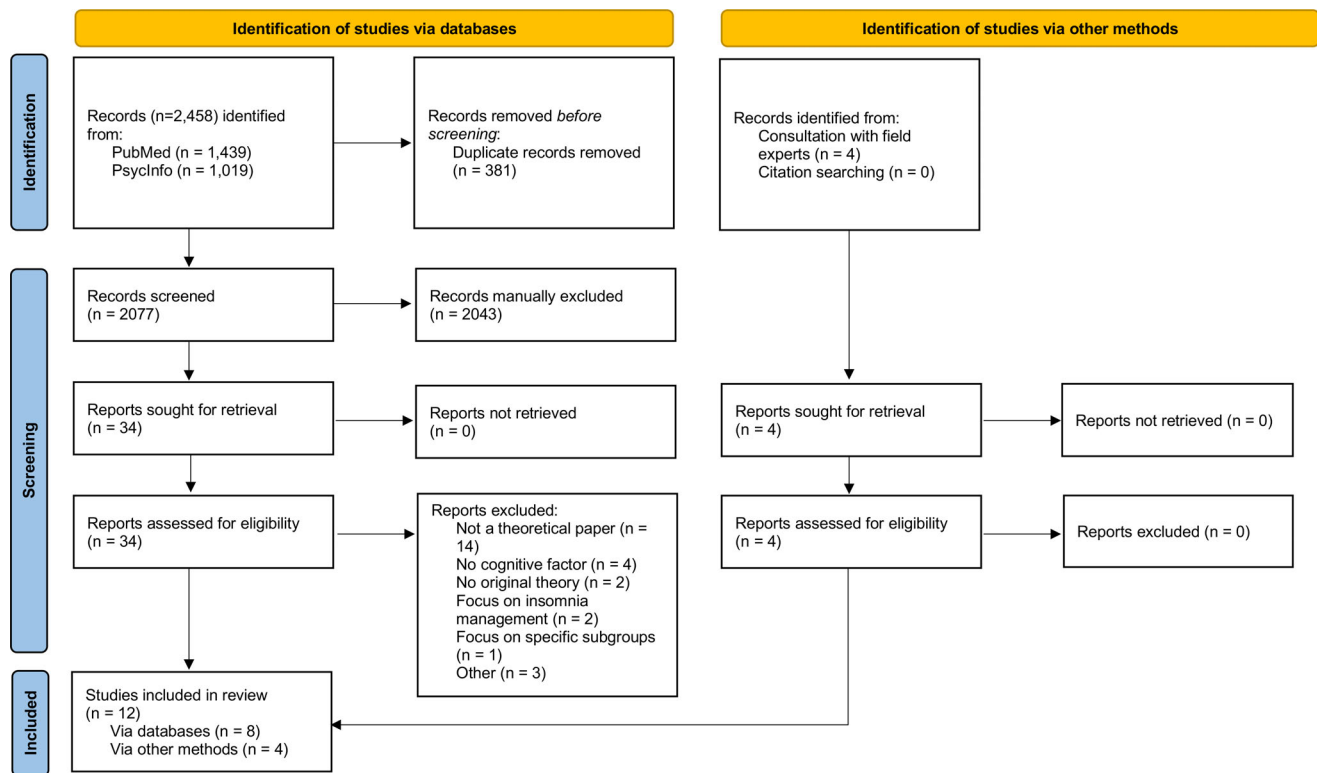 Identification of studies via databases
Identification of studies via other methods
Identification
Records (n=2,458) identified
from:
PubMed (n = 1,439)
PsycInfo (n = 1,019)
Records removed before
screening:
Duplicate records removed
(n = 381)
Records identified from:
Consultation with field
experts (n = 4)
Citation searching (n = 0)
Screening
Records screened
(n = 2077)
Records manually excluded
(n = 2043)
Reports sought for retrieval
(n = 34)
Reports not retrieved
(n = 0)
Reports sought for retrieval
(n = 4)
Reports not retrieved (n = 0)
Reports assessed for eligibility
(n = 34)
Reports excluded:
Not a theoretical paper (n =
14)
No cognitive factor (n = 4)
No original theory (n = 2)
Focus on insomnia
management (n = 2)
Focus on specific subgroups
(n = 1)
Other (n = 3)
Reports assessed for eligibility
(n = 4)
Reports excluded (n = 0)
Included
Studies included in review
(n = 12)
Via databases (n = 8)
Via other methods (n = 4)